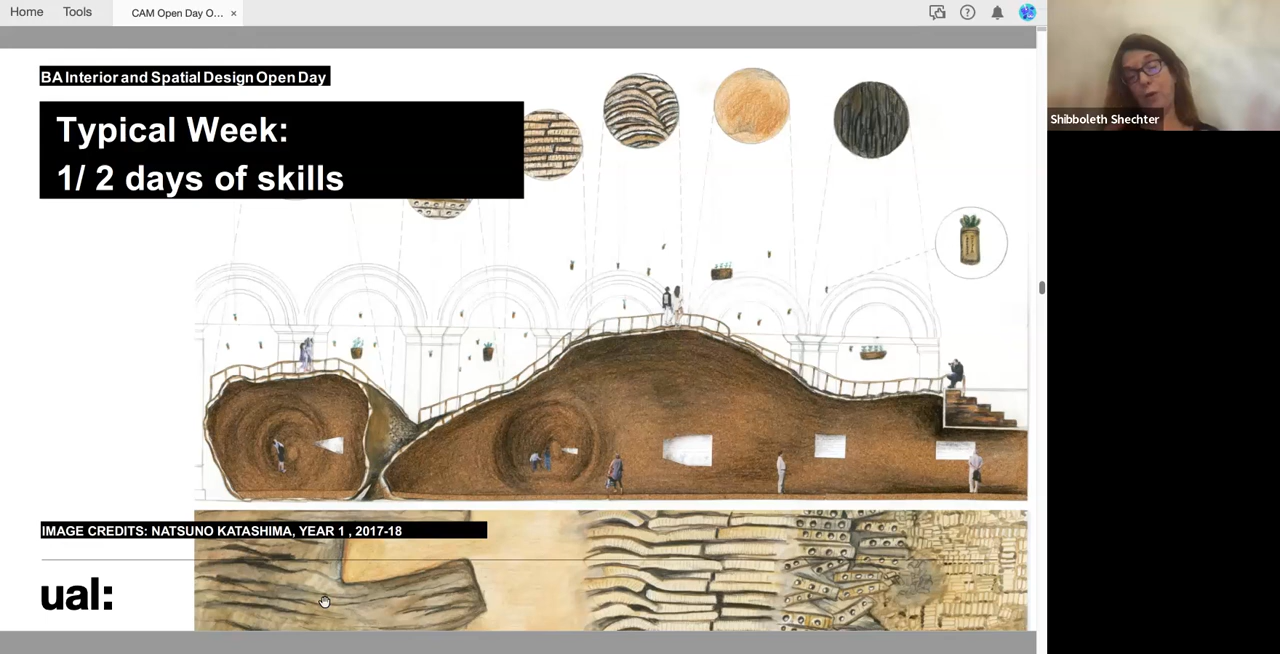 Home Tools CAM Open Day O... ×
BA Interior and Spatial Design Open Day
Typical Week:
1/ 2 days of skills
Shibboleth Shechter
IMAGE CREDITS: NATSUNO KATASHIMA, YEAR 1 , 2017-18
ual: